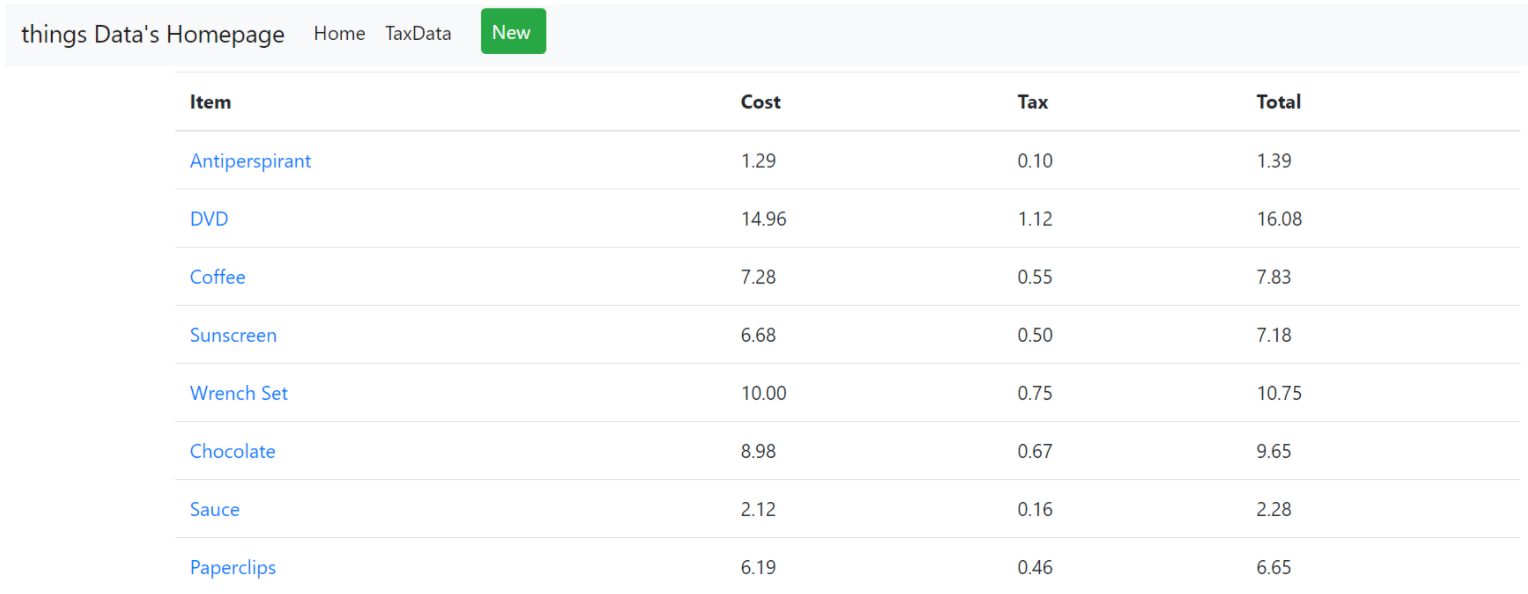 things Data's Homepage Home TaxData New
Item Cost Tax Total
Antiperspirant 1.29 0.10 1.39
DVD 14.96 1.12 16.08
Coffee 7.28 0.55 7.83
Sunscreen 6.68 0.50 7.18
Wrench Set 10.00 0.75 10.75
Chocolate 8.98 0.67 9.65
Sauce 2.12 0.16 2.28
Paperclips 6.19 0.46 6.65